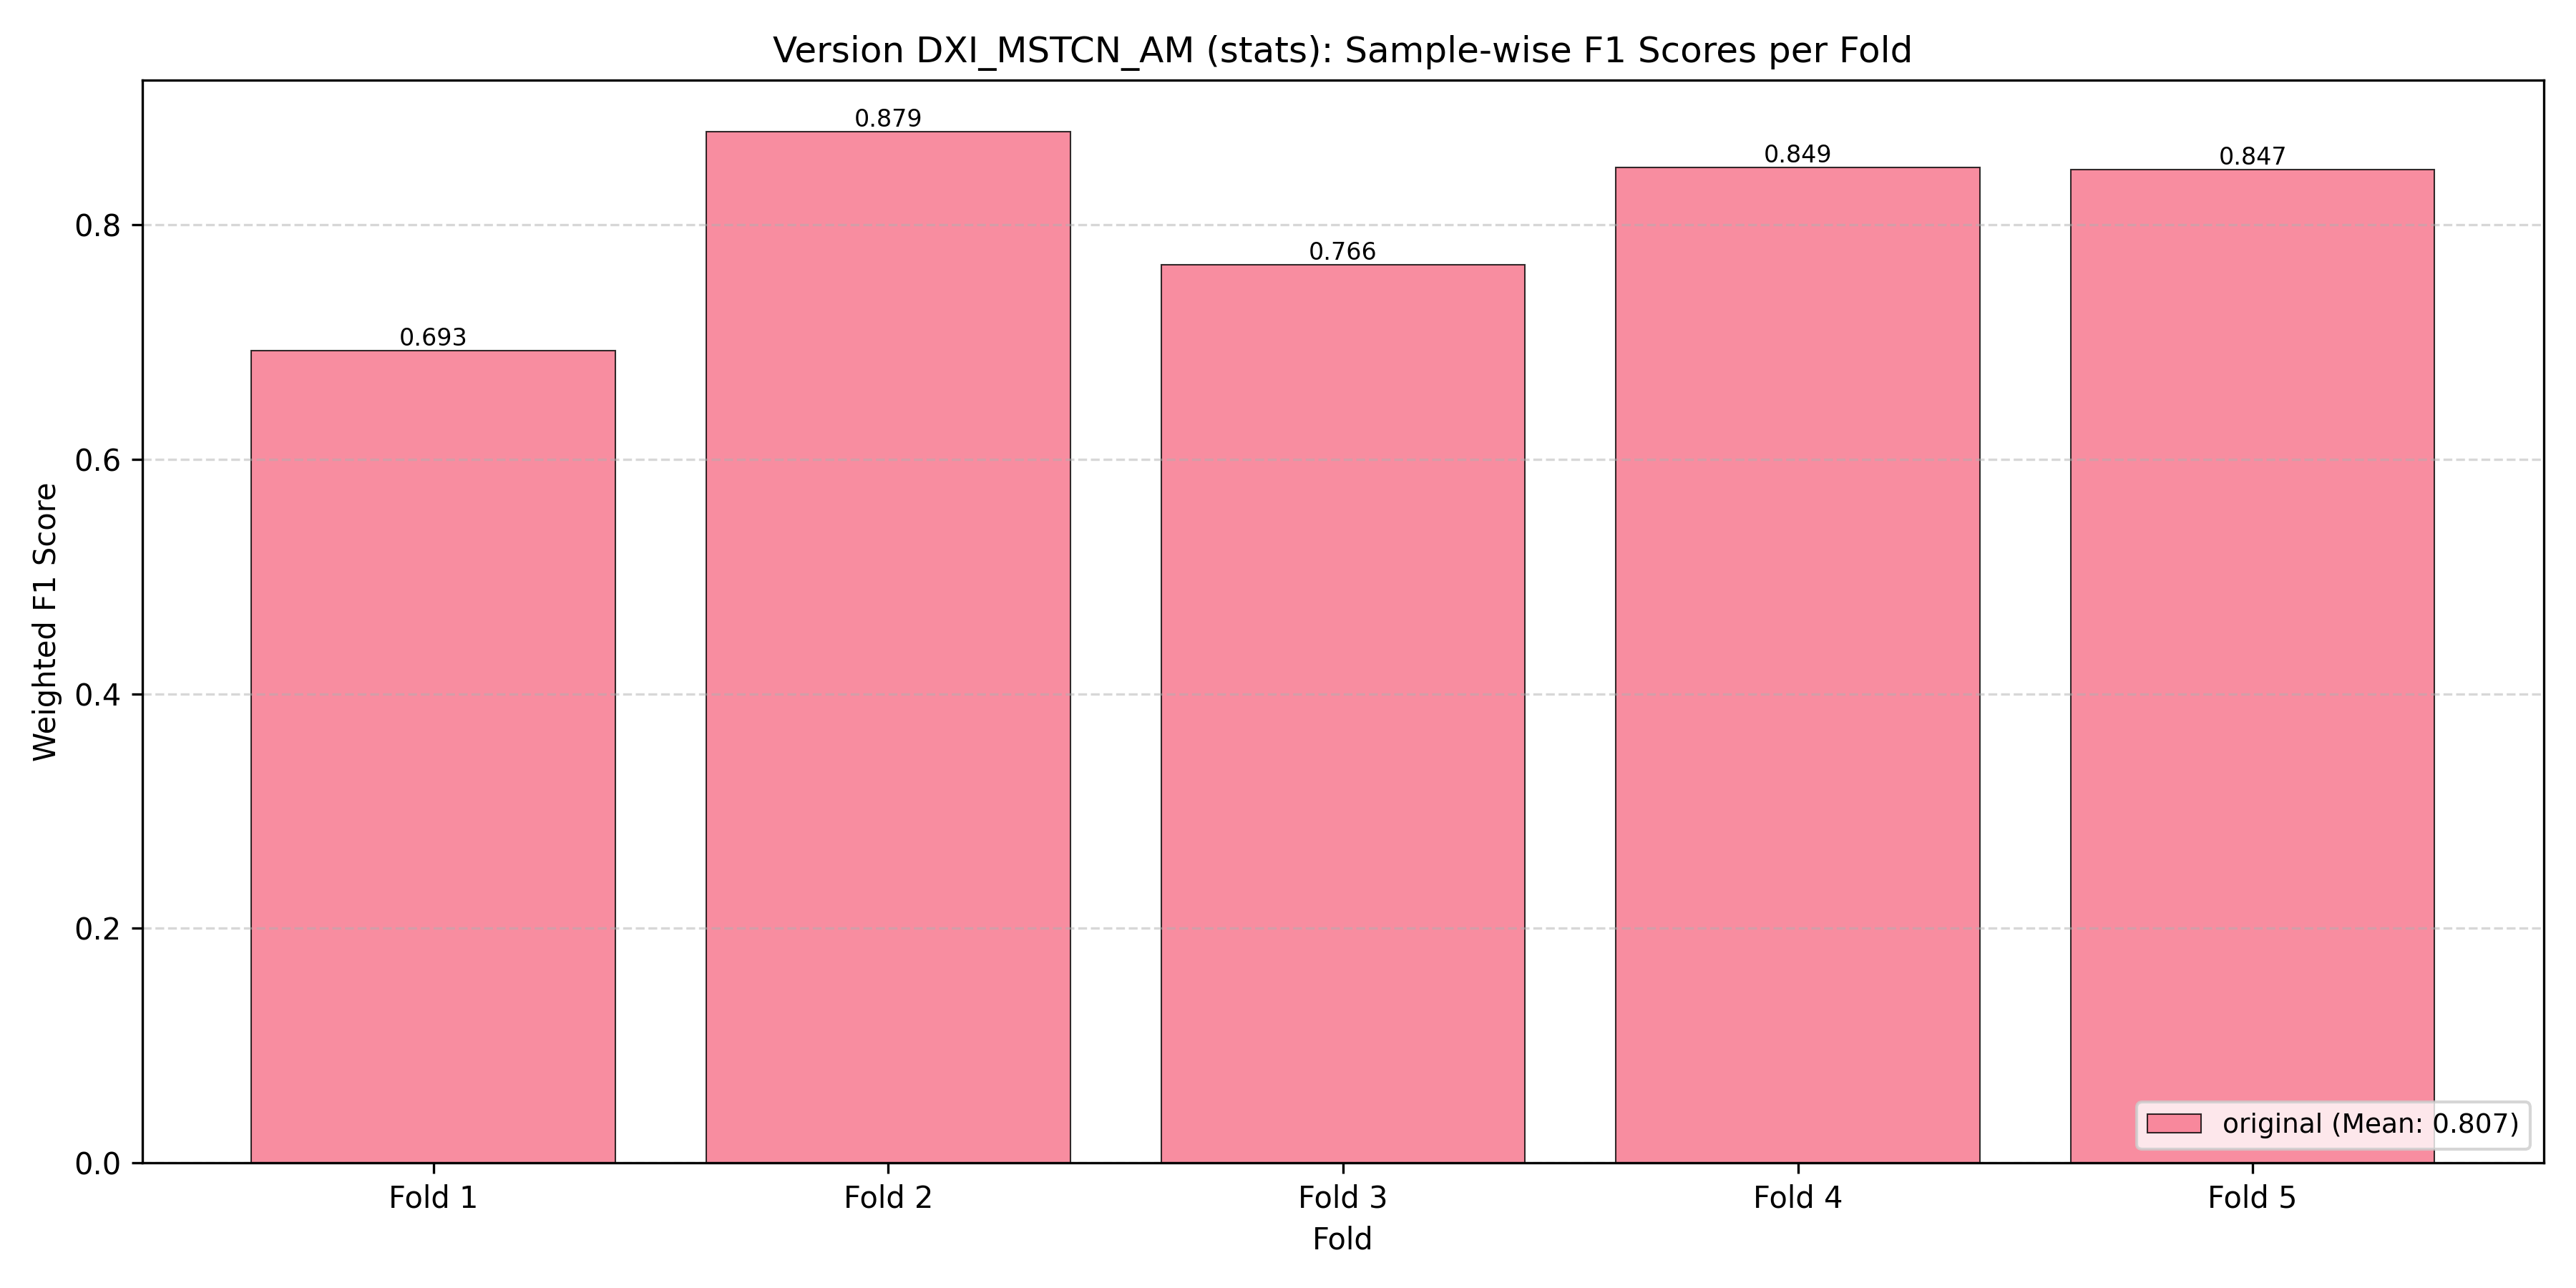 Version DXI_MSTCN_AM (stats): Sample-wise F1 Scores per Fold
Weighted F1 Score
0.8
0.6
0.4
0.2
0.0
0.693
0.879
0.766
0.849
0.847
original (Mean: 0.807)
Fold 1
Fold 2
Fold 3
Fold 4
Fold 5
Fold